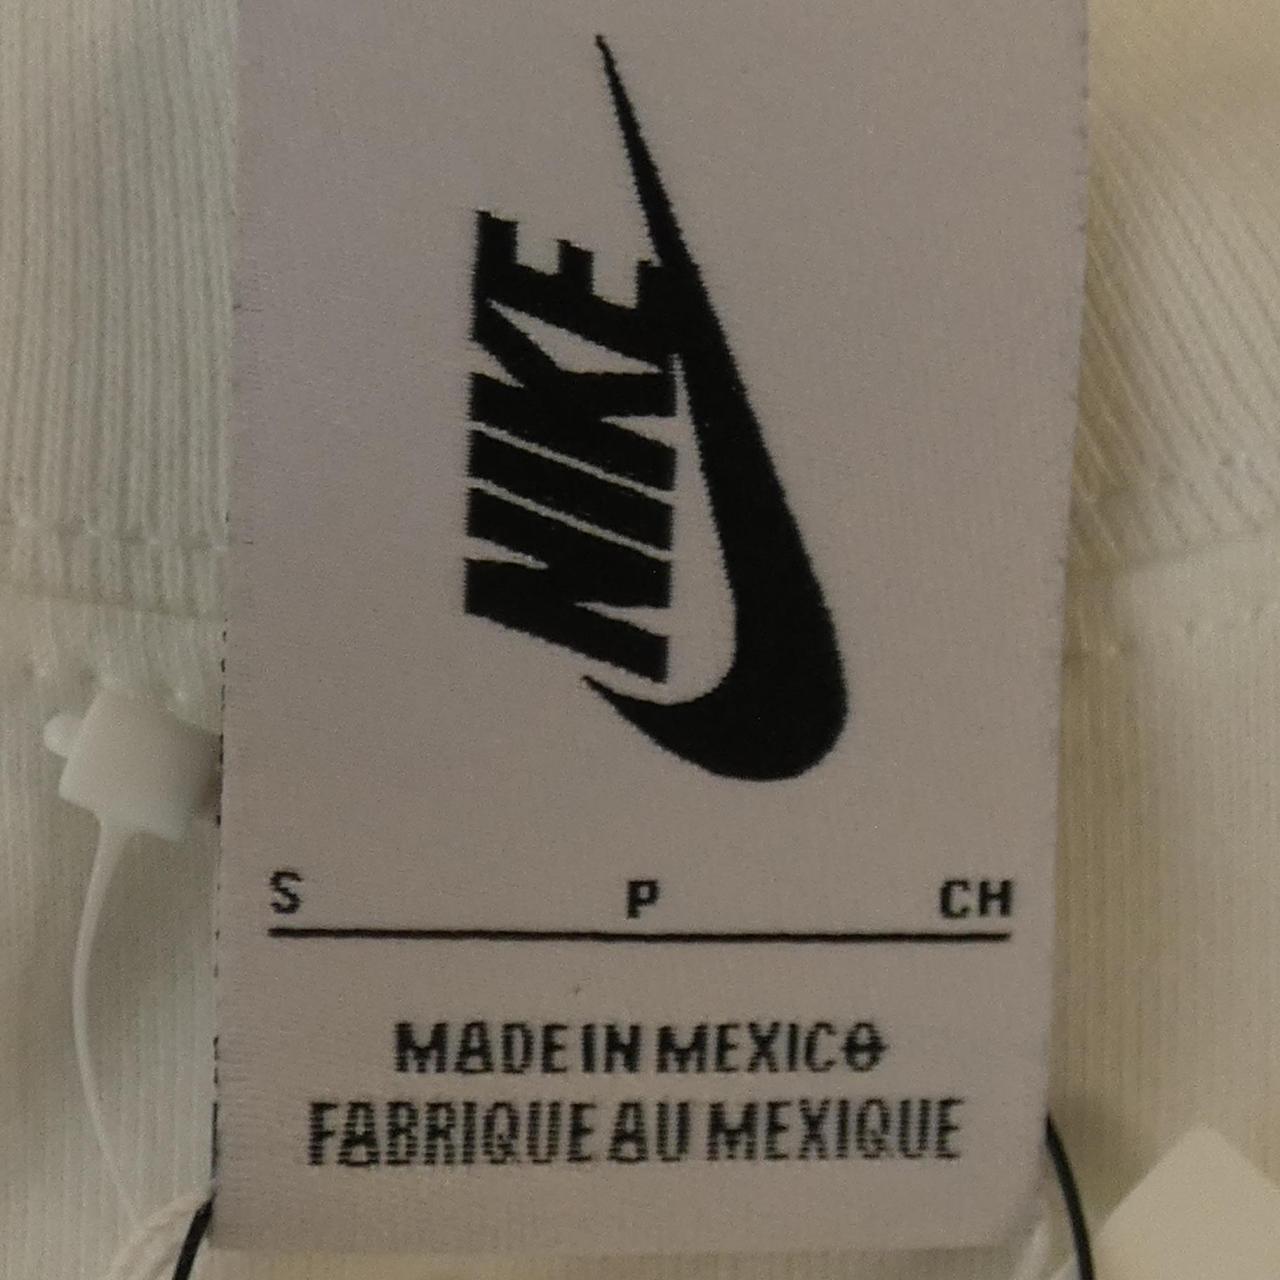 NIKE
S P CH
MADE IN MEXICO
FABRIQUE AU MEXIQUE